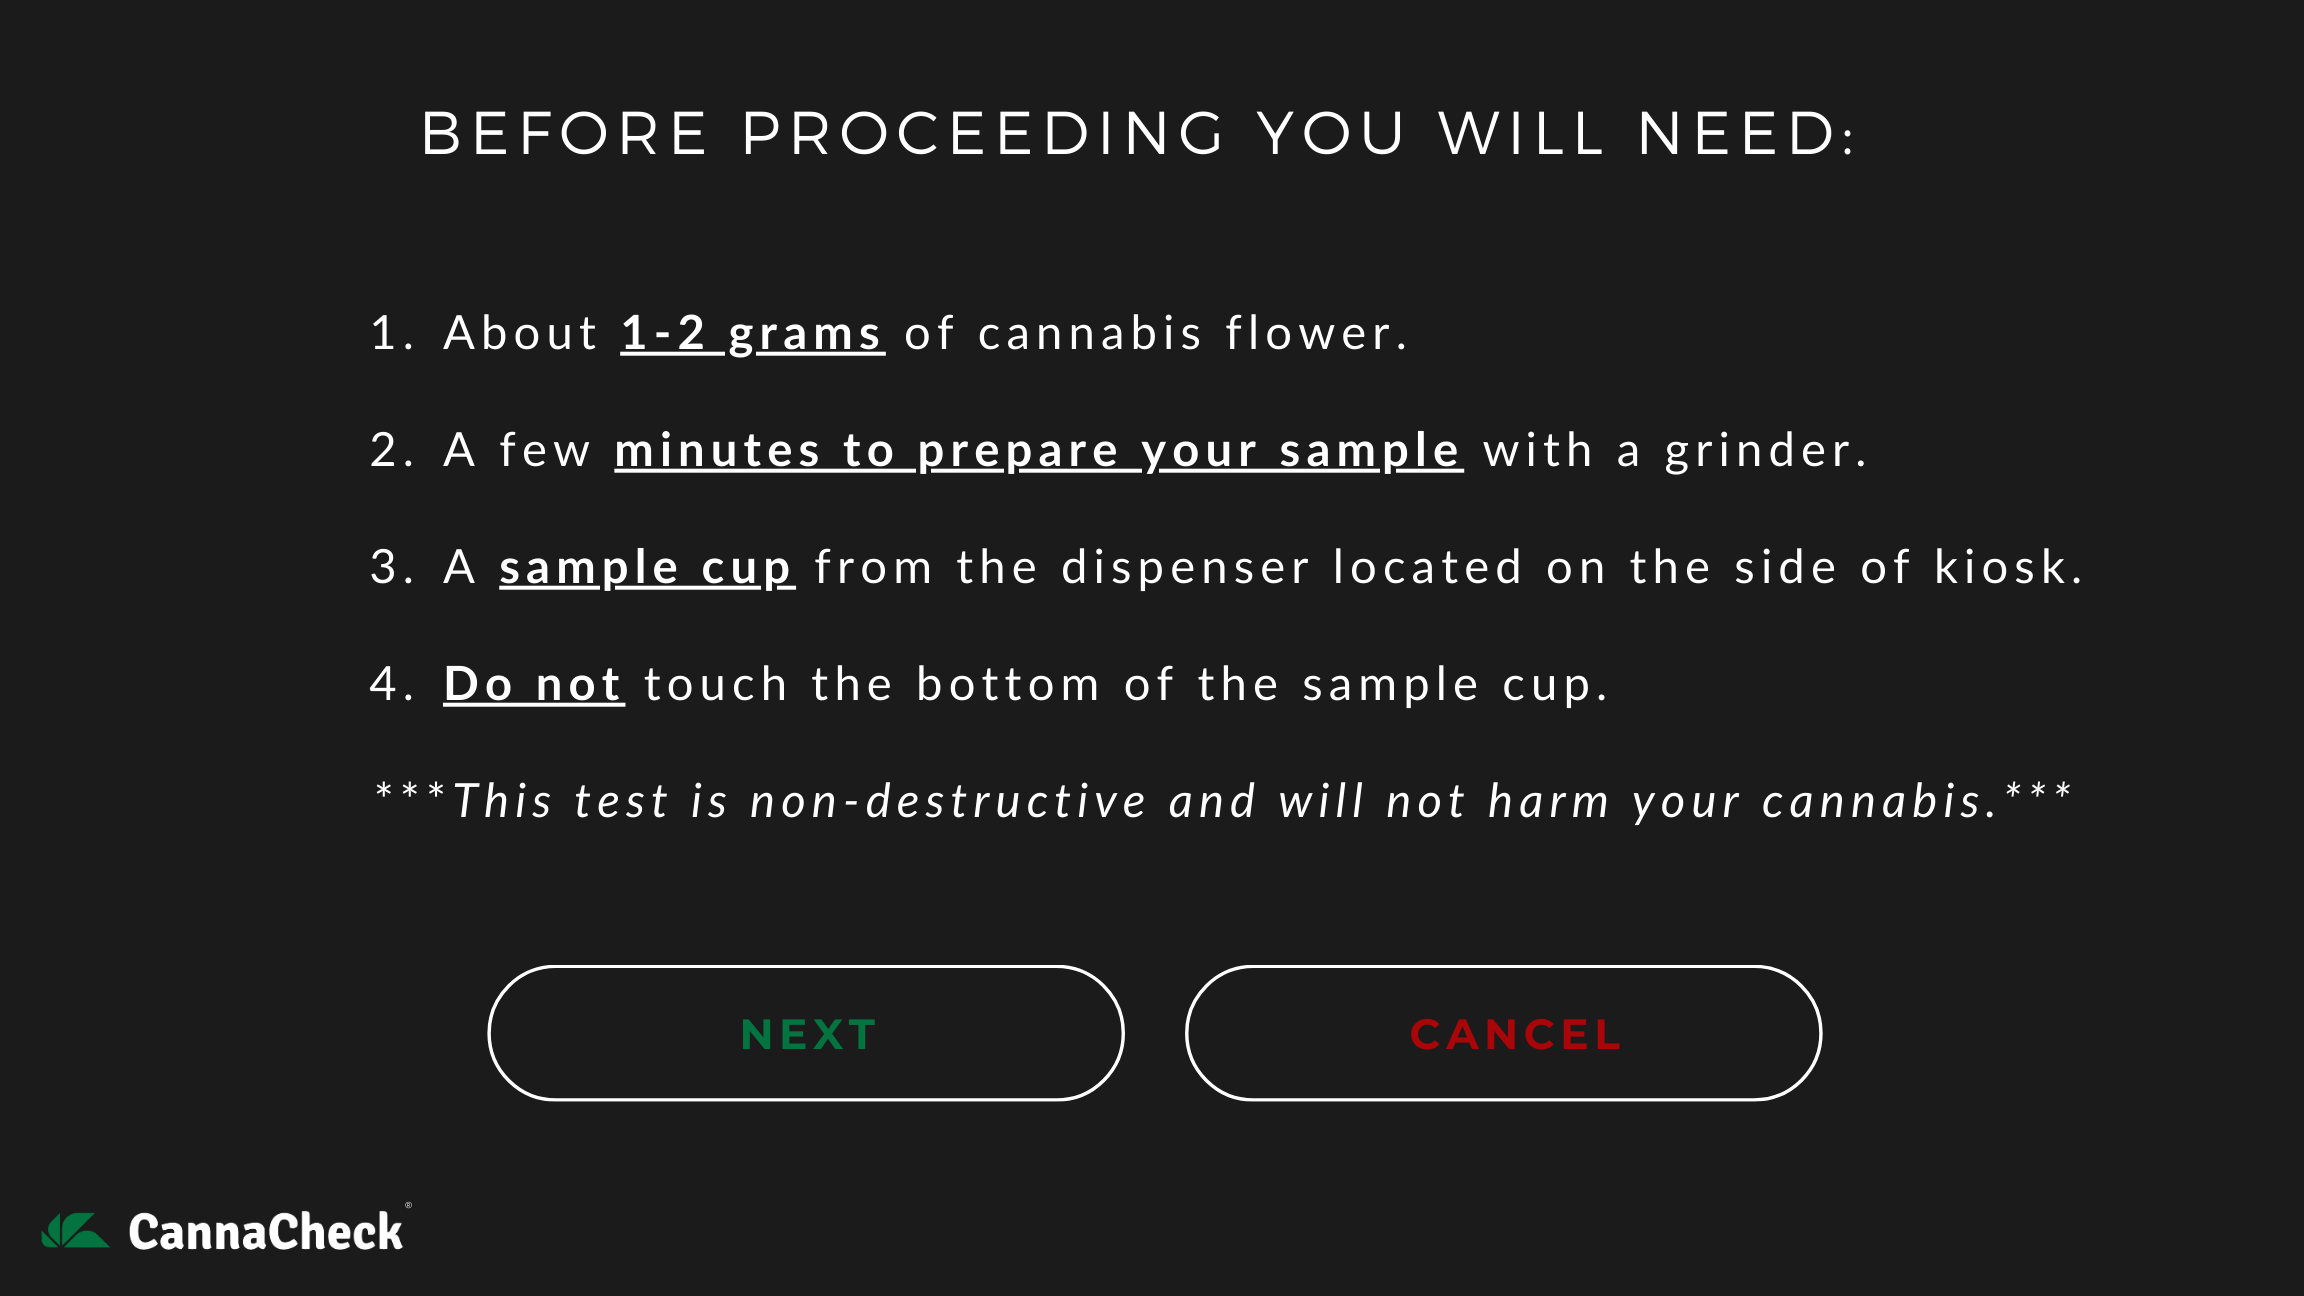 BEFORE PROCEEDING YOU WILL NEED:
1. About 1-2 grams of cannabis flower.
2. A few minutes to prepare your sample with a grinder.
3. A sample cup from the dispenser located on the side of kiosk.
4. Do not touch the bottom of the sample cup.
***This test is non-destructive and will not harm your cannabis.***
NEXT
CANCEL
CannaCheck®